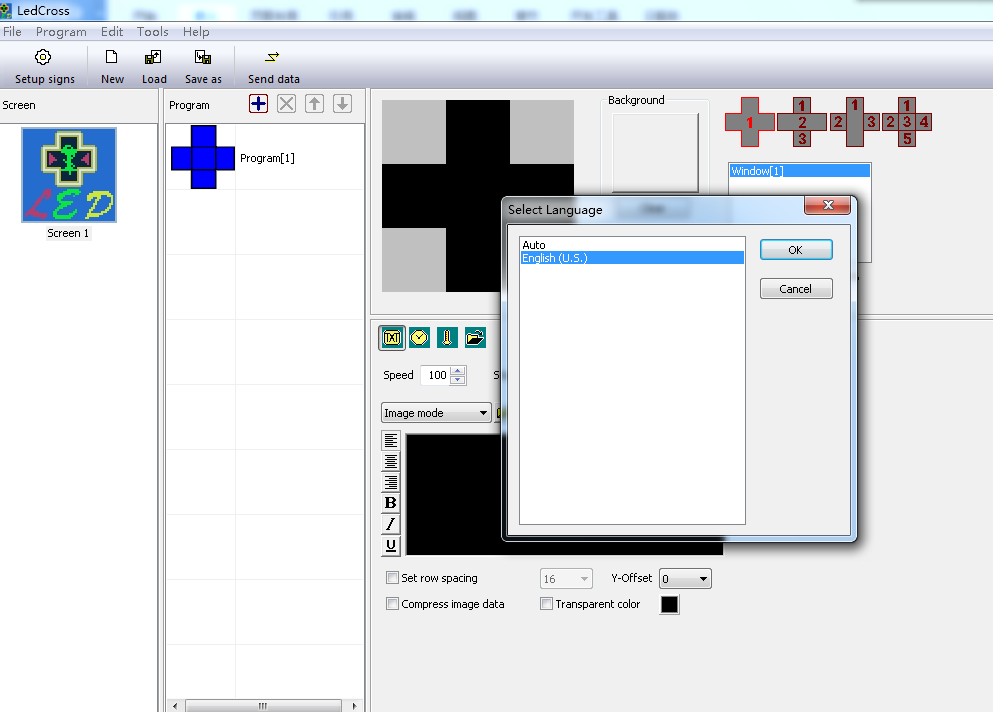 LedCross
File Program Edit Tools Help
Setup signs New Load Save as Send data
Screen
Screen 1
Program
Program[1]
Background
1
1
2
3
1
2 3
1
2 3 4
5
Window[1]
Select Language
Auto
English (U.S.)
OK
Cancel
TXT
Speed 100
Image mode
B
I
U
Set row spacing 16 Y-Offset 0
Compress image data Transparent color
LED